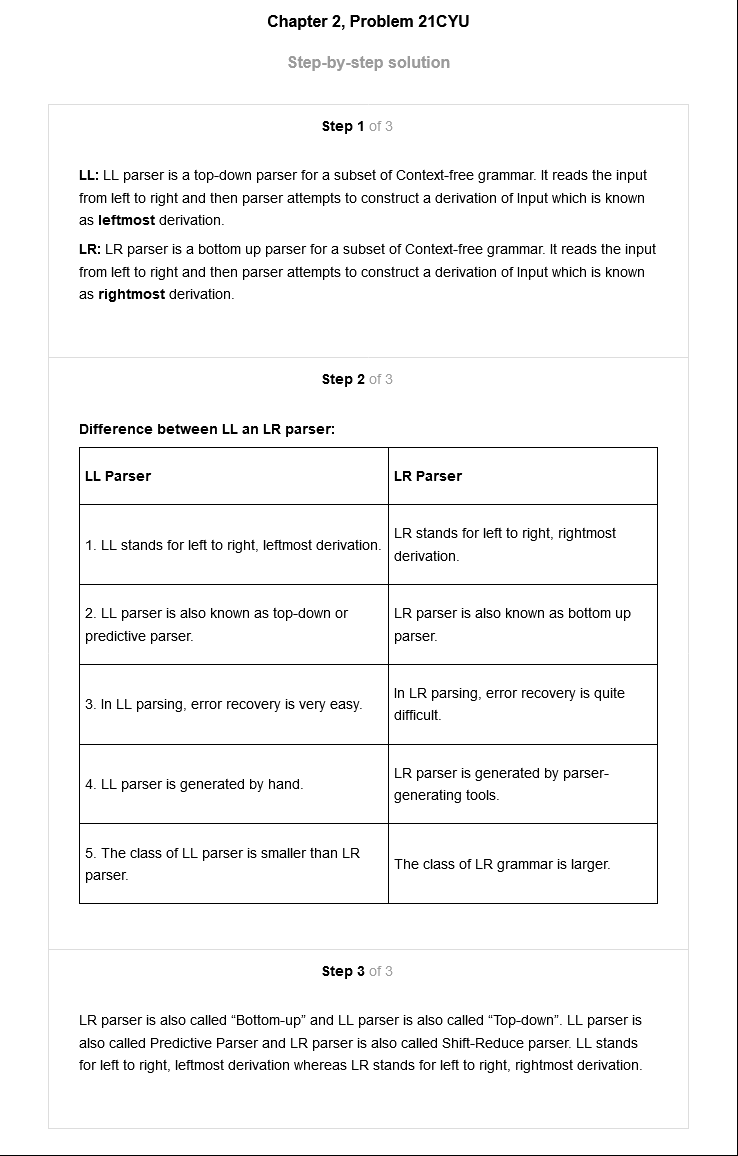 Chapter 2, Problem 21CYU
Step-by-step solution
Step 1 of 3
LL: LL parser is a top-down parser for a subset of Context-free grammar. It reads the input
from left to right and then parser attempts to construct a derivation of Input which is known
as leftmost derivation.
LR: LR parser is a bottom up parser for a subset of Context-free grammar. It reads the input
from left to right and then parser attempts to construct a derivation of Input which is known
as rightmost derivation.
Step 2 of 3
Difference between LL an LR parser:
LL Parser
LR Parser
1. LL stands for left to right, leftmost derivation.
LR stands for left to right, rightmost
derivation.
2. LL parser is also known as top-down or
predictive parser.
LR parser is also known as bottom up
parser.
3. In LL parsing, error recovery is very easy.
In LR parsing, error recovery is quite
difficult.
4. LL parser is generated by hand.
LR parser is generated by parser-
generating tools.
5. The class of LL parser is smaller than LR
parser.
The class of LR grammar is larger.
Step 3 of 3
LR parser is also called “Bottom-up” and LL parser is also called “Top-down”. LL parser is
also called Predictive Parser and LR parser is also called Shift-Reduce parser. LL stands
for left to right, leftmost derivation whereas LR stands for left to right, rightmost derivation.